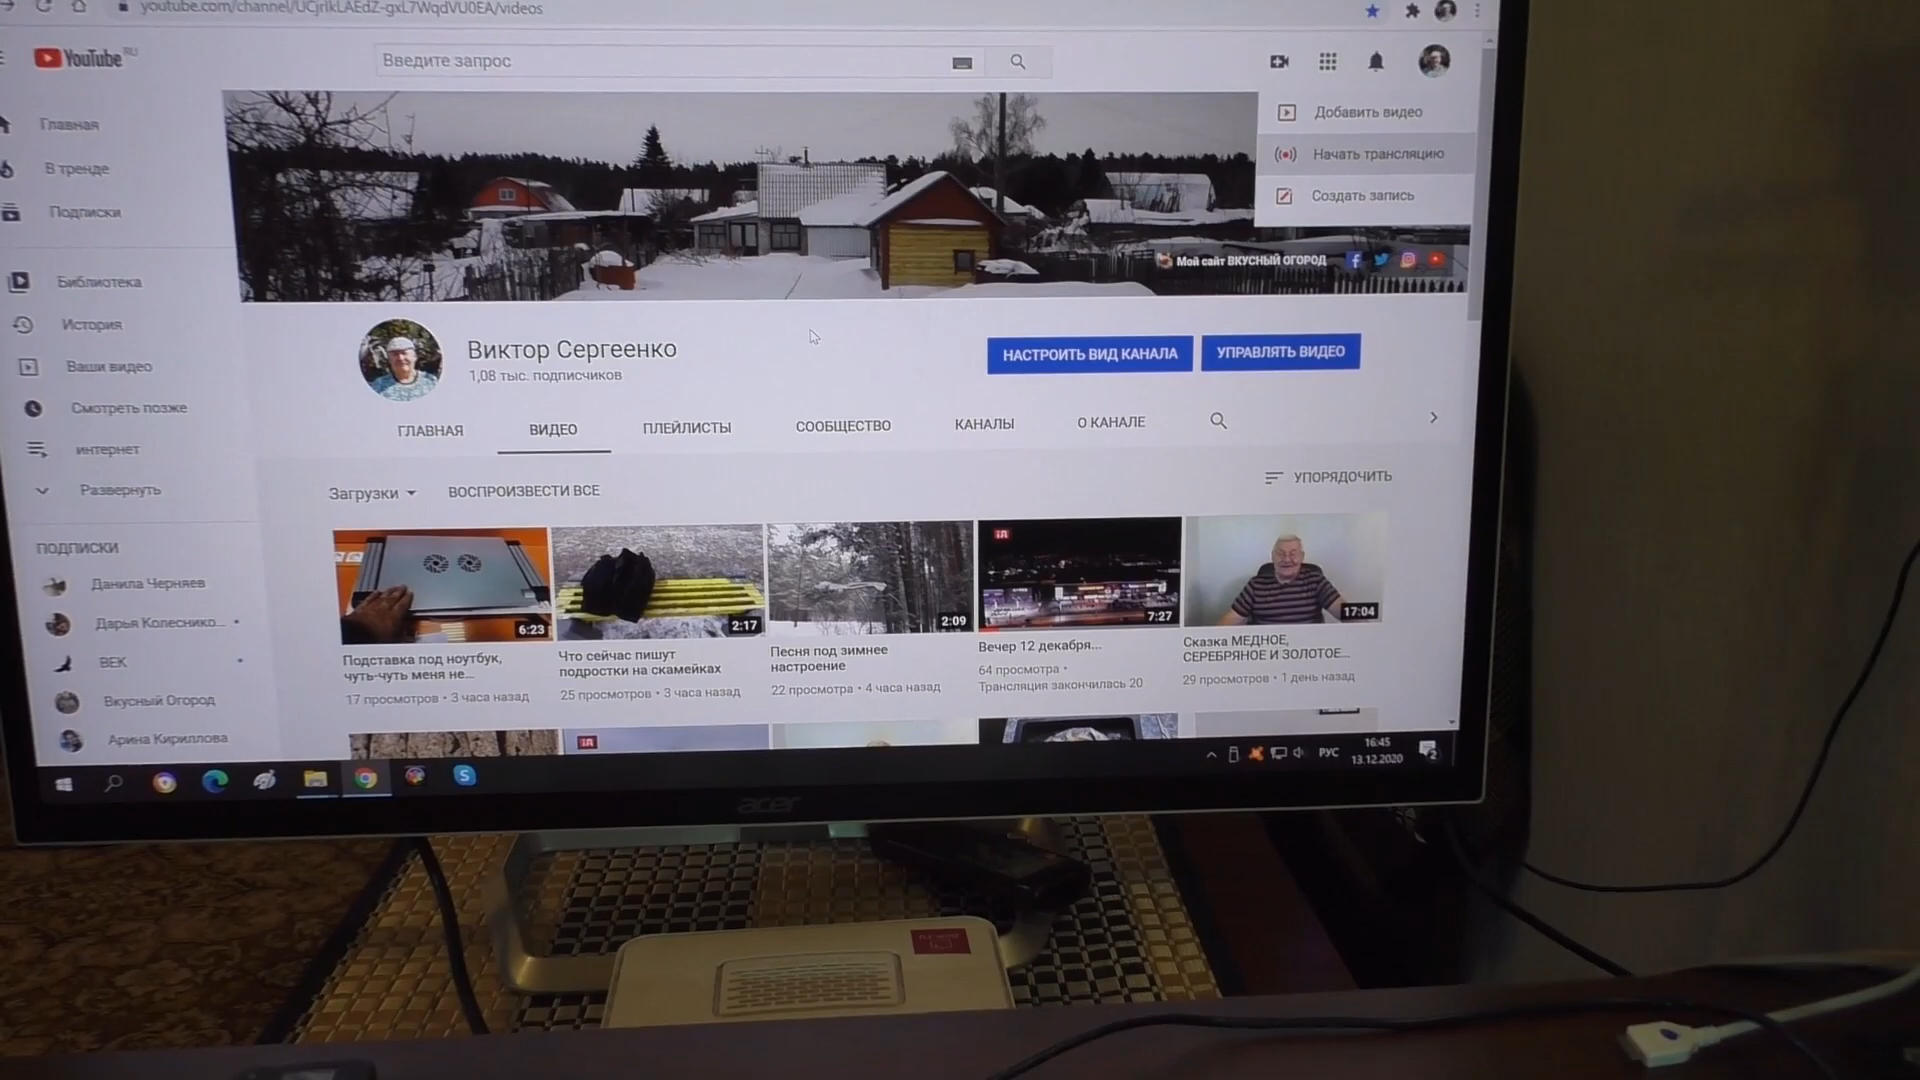 youtube.com/channel/UCjrlkLAEdZ-gxL7WqdVU0EA/videos
YouTube RU
Введите запрос
Главная
В тренде
Подписки
Библиотека
История
Ваши видео
Смотреть позже
интернет
Развернуть
ПОДПИСКИ
Данила Черняев
Дарья Колеснико...
ВЕК
Вкусный Огород
Арина Кириллова
Добавить видео
Начать трансляцию
Создать запись
Мой сайт ВКУСНЫЙ ОГОРОД
Виктор Сергеенко
1,08 тыс. подписчиков
НАСТРОИТЬ ВИД КАНАЛА
УПРАВЛЯТЬ ВИДЕО
ГЛАВНАЯ ВИДЕО ПЛЕЙЛИСТЫ СООБЩЕСТВО КАНАЛЫ О КАНАЛЕ
Загрузки ВОСПРОИЗВЕСТИ ВСЕ
УПОРЯДОЧИТЬ
6:23
Подставка под ноутбук,
чуть-чуть меня не...
17 просмотров • 3 часа назад
2:17
Что сейчас пишут
подростки на скамейках
25 просмотров • 3 часа назад
2:09
Песня под зимнее
настроение
22 просмотра • 4 часа назад
7:27
Вечер 12 декабря...
64 просмотра •
Трансляция закончилась 20
17:04
Сказка МЕДНОЕ,
СЕРЕБРЯНОЕ И ЗОЛОТОЕ...
29 просмотров • 1 день назад
РУС
16:45
13.12.2020
2
acer